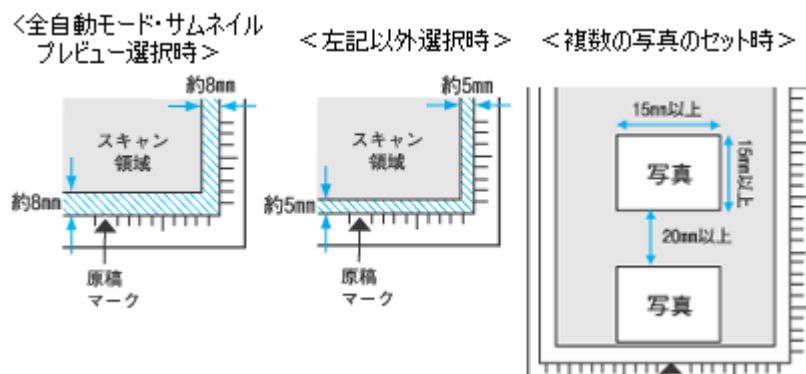 ＜全自動モード・サムネイル
プレビュー選択時＞
約8mm
スキャン
領域
約8mm
原稿
マーク
＜左記以外選択時＞
約5mm
スキャン
領域
約5mm
原稿
マーク
＜複数の写真のセット時＞
15mm以上
写真
15mm以上
20mm以上
写真